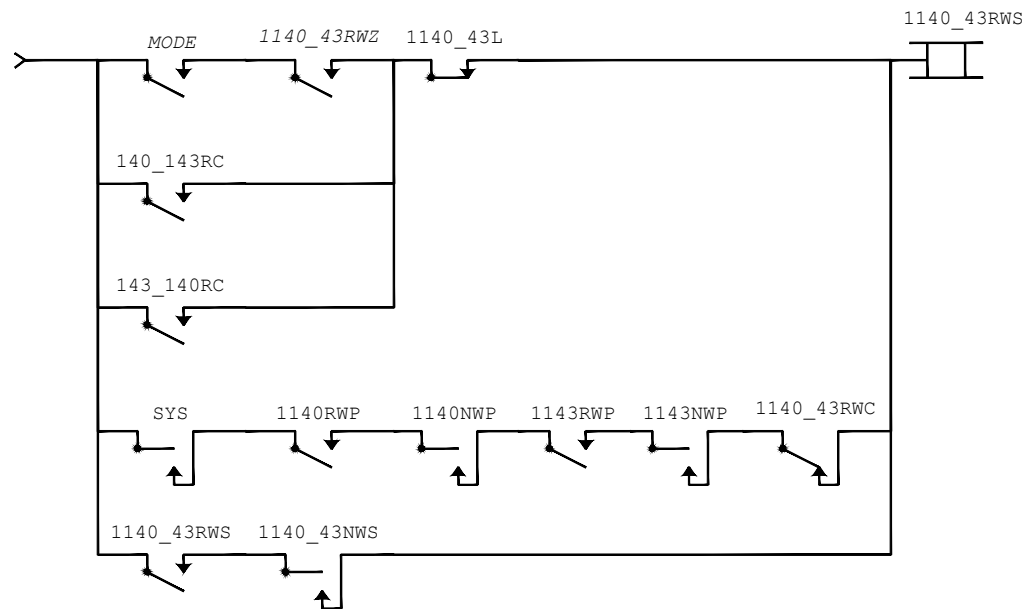 1140_43RWS
MODE 1140_43RWZ 1140_43L
140_143RC
143_140RC
SYS 1140RWP 1140NWP 1143RWP 1143NWP 1140_43RWC
1140_43RWS 1140_43NWS